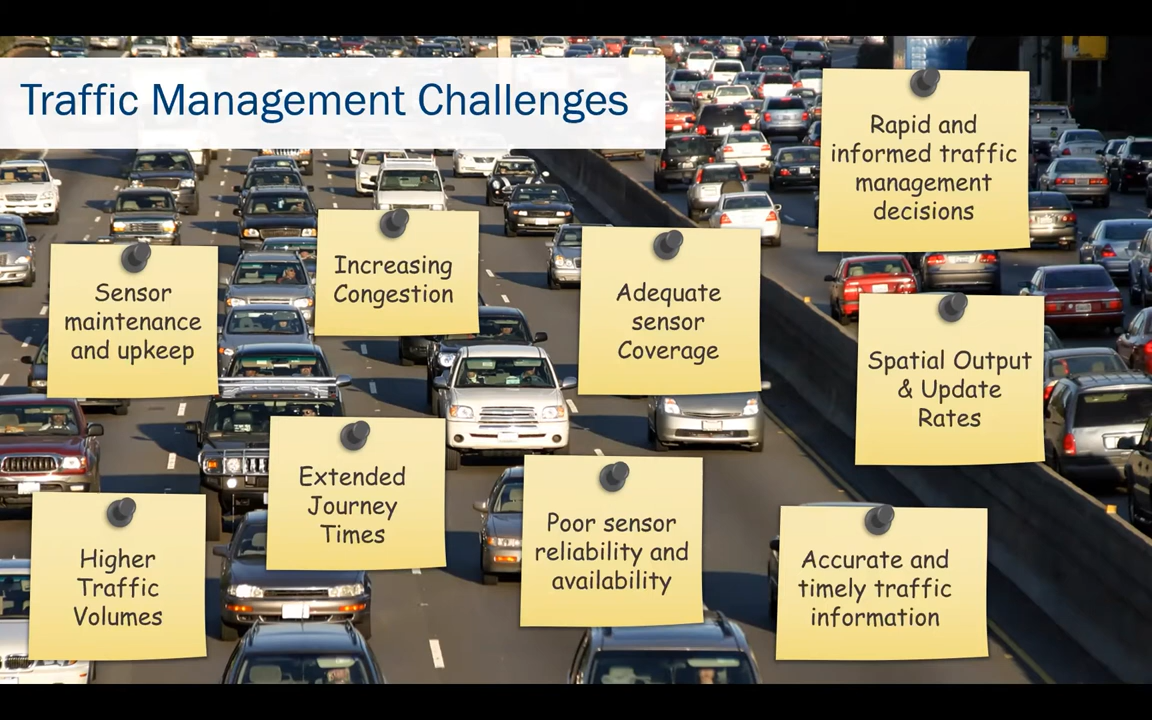 Traffic Management Challenges
Rapid and
informed traffic
management
decisions
Increasing
Congestion
Adequate
sensor
Coverage
Sensor
maintenance
and upkeep
Spatial Output
& Update
Rates
Extended
Journey
Times
Poor sensor
reliability and
availability
Higher
Traffic
Volumes
Accurate and
timely traffic
information